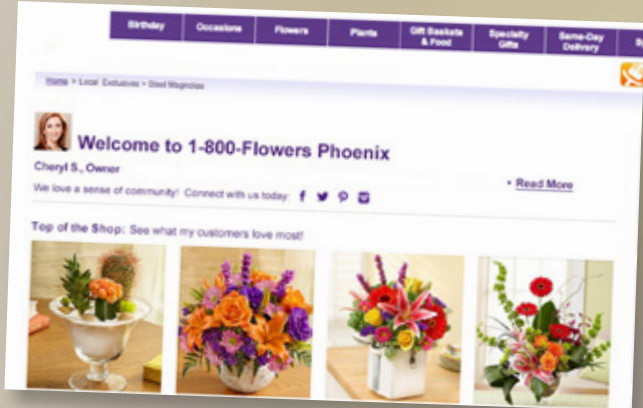 Birthday
Occasions
Flowers
Plants
Gift Baskets
& Food
Specialty
Gifts
Same-Day
Delivery
Home > Local Exclusives > Steel Magnolias
Welcome to 1-800-Flowers Phoenix
Cheryl S., Owner
We love a sense of community! Connect with us today:
• Read More
Top of the Shop: See what my customers love most!